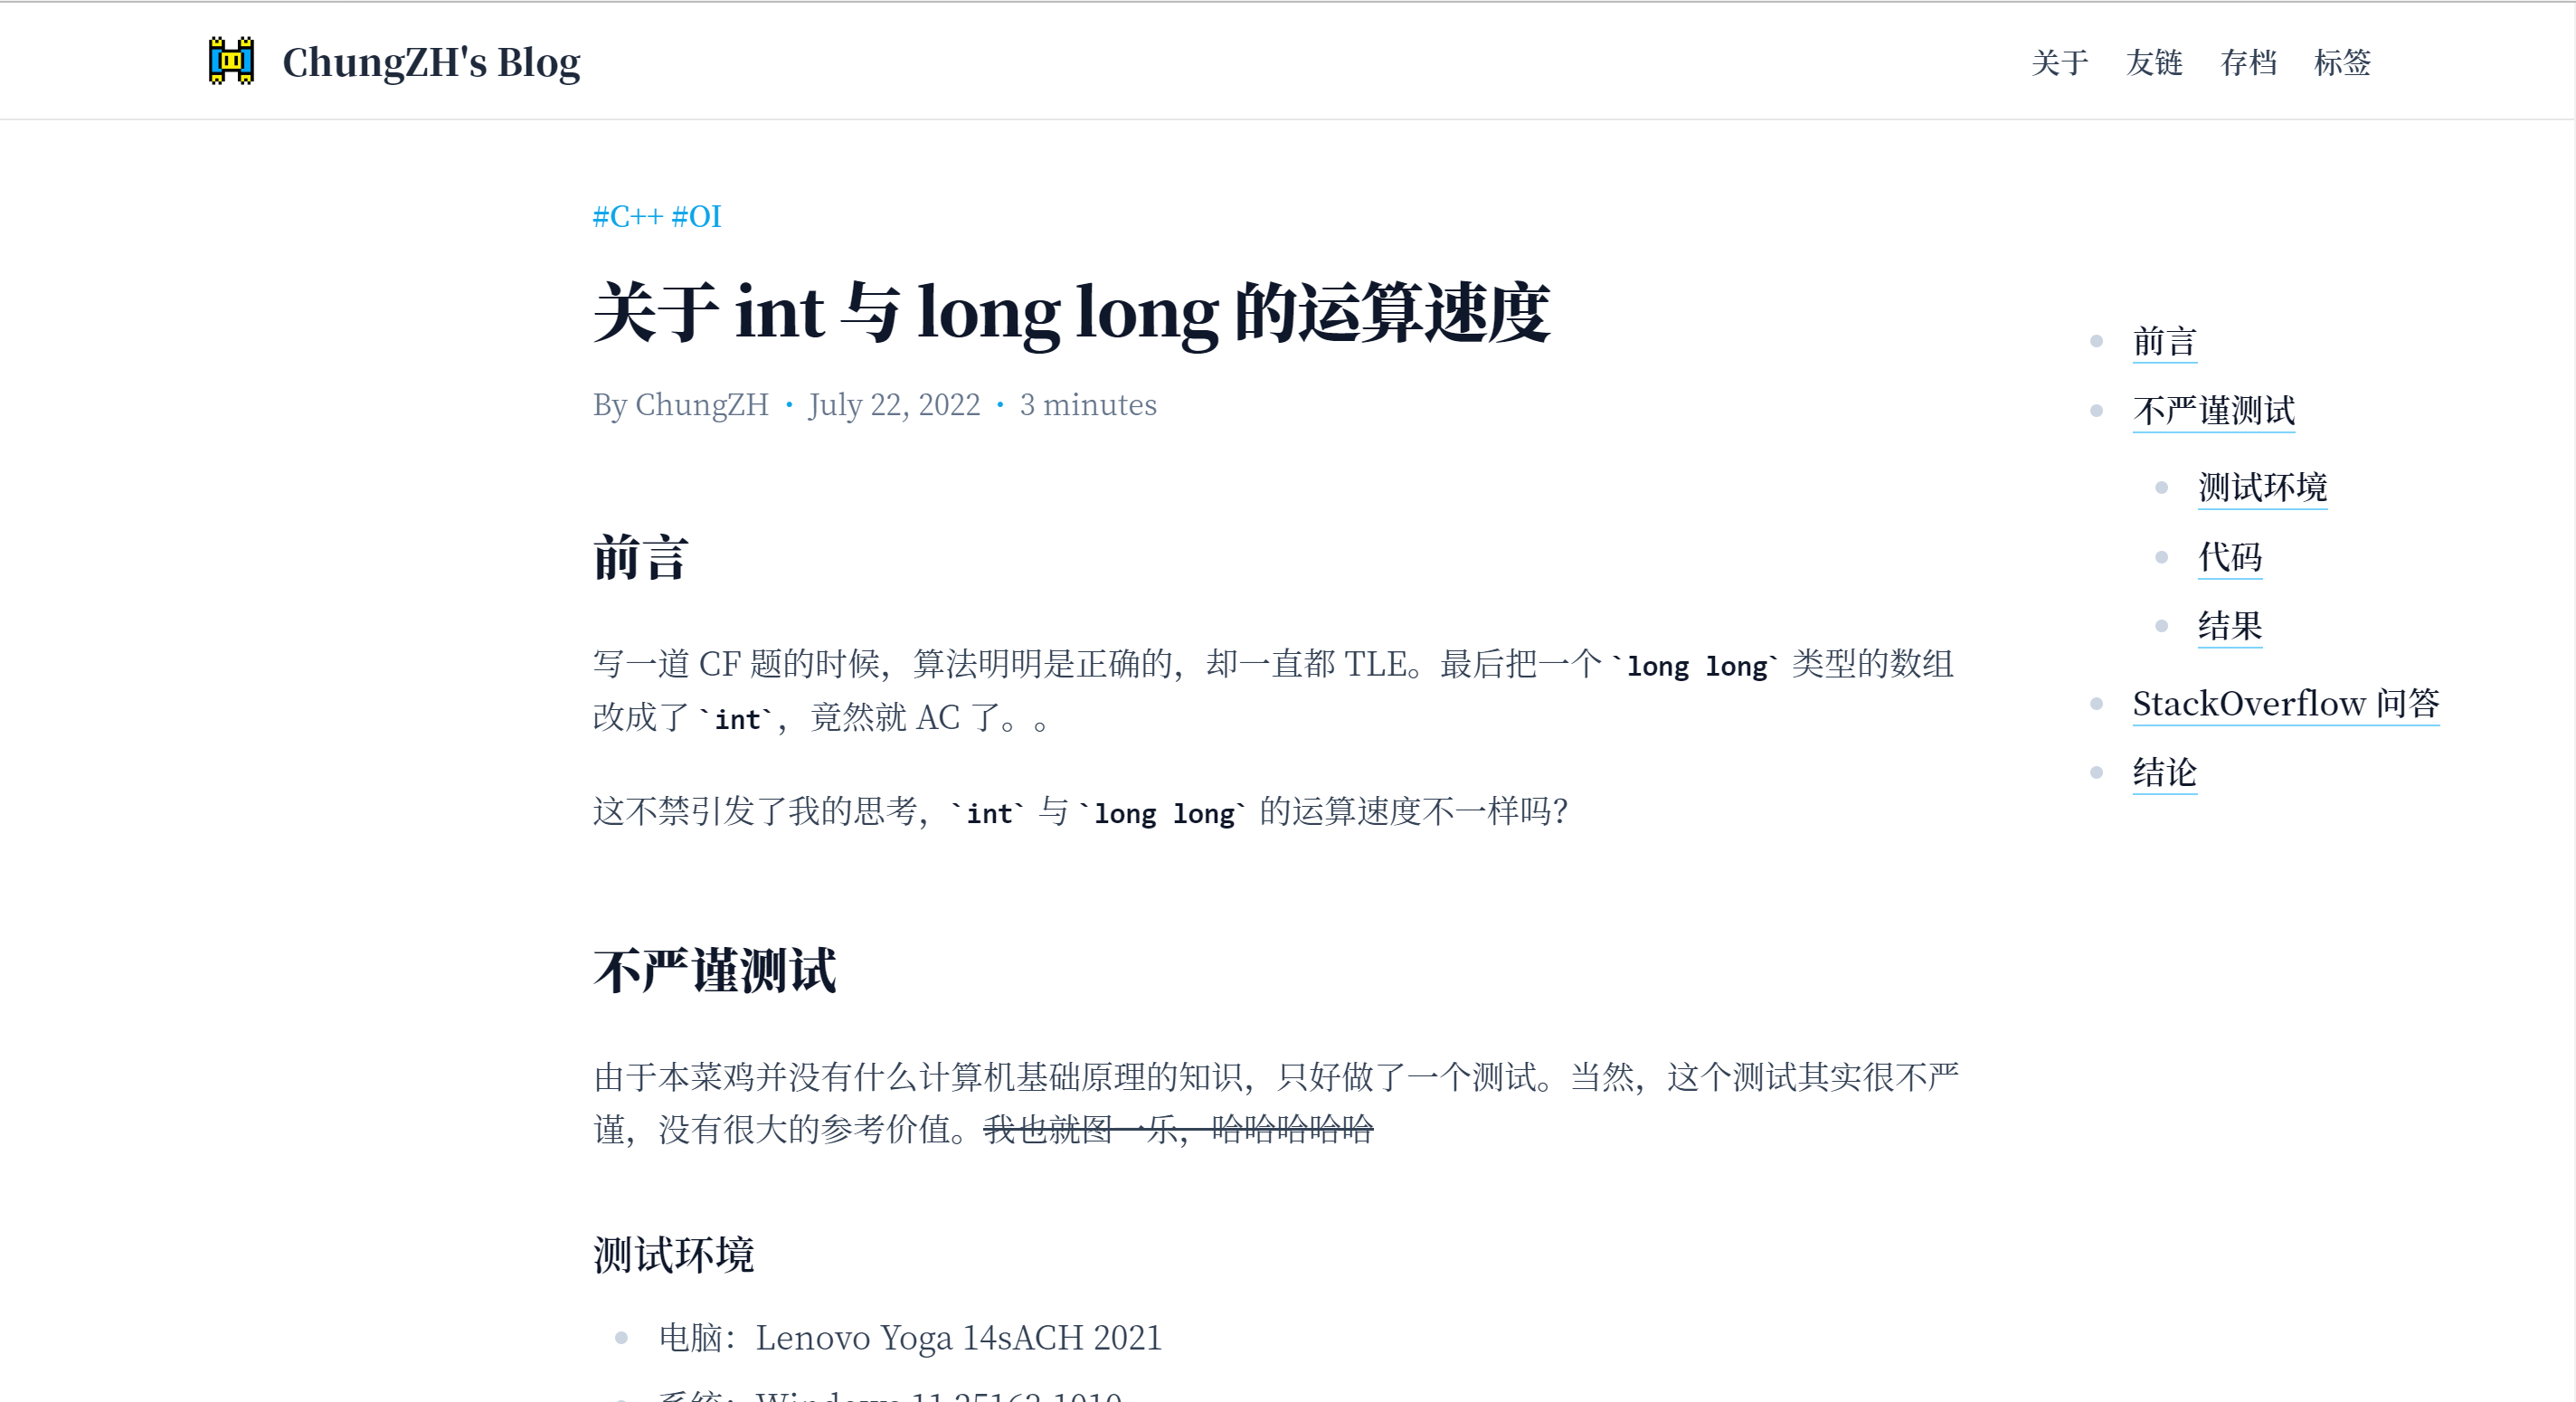 ChungZH's Blog
关于 友链 存档 标签
#C++ #OI
关于 int 与 long long 的运算速度
By ChungZH · July 22, 2022 · 3 minutes
前言
写一道 CF 题的时候，算法明明是正确的，却一直都 TLE。最后把一个 `long long` 类型的数组
改成了 `int`，竟然就 AC 了。。
这不禁引发了我的思考，`int` 与 `long long` 的运算速度不一样吗？
不严谨测试
由于本菜鸡并没有什么计算机基础原理的知识，只好做了一个测试。当然，这个测试其实很不严
谨，没有很大的参考价值。我也就图一乐，哈哈哈哈哈
测试环境
电脑：Lenovo Yoga 14sACH 2021
系统：Windows 11 25163.1010
前言
不严谨测试
测试环境
代码
结果
StackOverflow 问答
结论